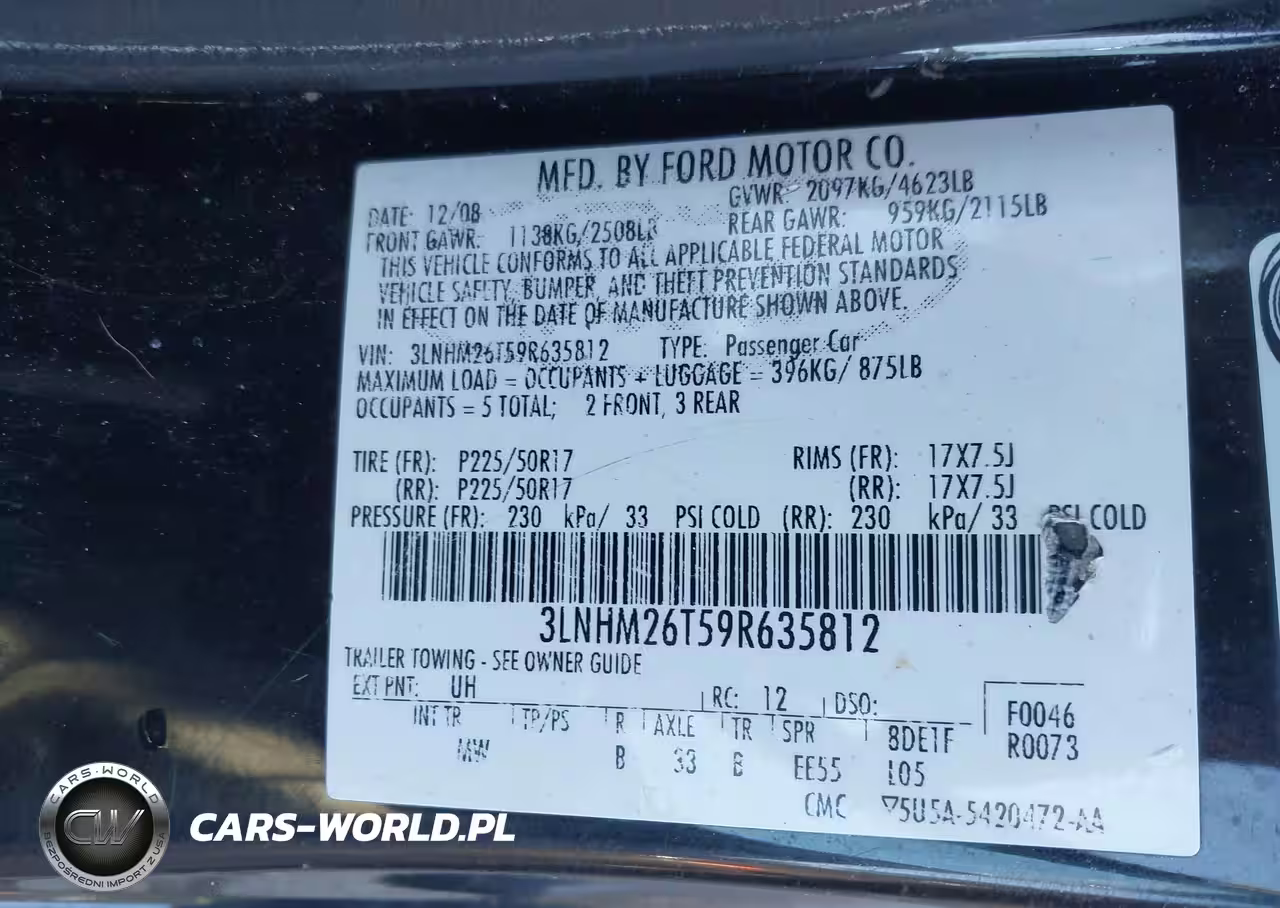 MFD. BY FORD MOTOR CO.
DATE: 12/08 GVWR: 2097KG/4623LB
FRONT GAWR: 1138KG/2508LB REAR GAWR: 959KG/2115LB
THIS VEHICLE CONFORMS TO ALL APPLICABLE FEDERAL MOTOR
VEHICLE SAFETY, BUMPER, AND THEFT PREVENTION STANDARDS
IN EFFECT ON THE DATE OF MANUFACTURE SHOWN ABOVE.
VIN: 3LNHM26T59R635812 TYPE: Passenger Car
MAXIMUM LOAD = OCCUPANTS + LUGGAGE = 396KG/ 875LB
OCCUPANTS = 5 TOTAL; 2 FRONT, 3 REAR
TIRE (FR): P225/50R17 RIMS (FR): 17X7.5J
(RR): P225/50R17 (RR): 17X7.5J
PRESSURE (FR): 230 kPa/ 33 PSI COLD (RR): 230 kPa/ 33 PSI COLD
3LNHM26T59R635812
TRAILER TOWING - SEE OWNER GUIDE
EXT PNT: UH RC: 12 DSO: F0046
INT TR TP/PS R AXLE TR SPR 8DE1F R0073
MW B 33 B EE55 L05
CMC 5U5A-5420472-AA
CARS-WORLD
CW
BEZPOŚREDNI IMPORT Z USA
CARS-WORLD.PL